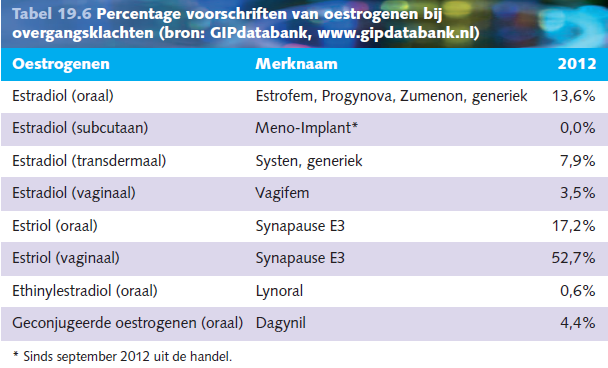 Tabel 19.6 Percentage voorschriften van oestrogenen bij
overgangsklachten (bron: GIPdatabank, www.gipdatabank.nl)
Oestrogenen Merknaam 2012
Estradiol (oraal) Estrofem, Progynova, Zumenon, generiek 13,6%
Estradiol (subcutaan) Meno-Implant* 0,0%
Estradiol (transdermaal) Systen, generiek 7,9%
Estradiol (vaginaal) Vagifem 3,5%
Estriol (oraal) Synapause E3 17,2%
Estriol (vaginaal) Synapause E3 52,7%
Ethinylestradiol (oraal) Lynoral 0,6%
Geconjugeerde oestrogenen (oraal) Dagynil 4,4%
* Sinds september 2012 uit de handel.